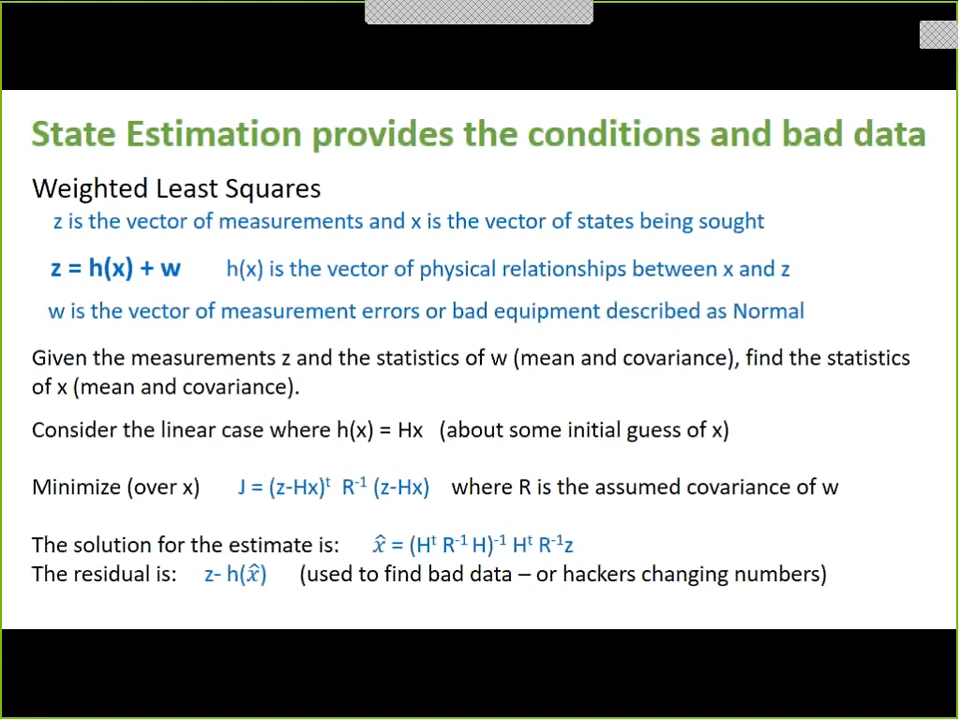 State Estimation provides the conditions and bad data
Weighted Least Squares
z is the vector of measurements and x is the vector of states being sought
z = h(x) + w h(x) is the vector of physical relationships between x and z
w is the vector of measurement errors or bad equipment described as Normal
Given the measurements z and the statistics of w (mean and covariance), find the statistics
of x (mean and covariance).
Consider the linear case where h(x) = Hx (about some initial guess of x)
Minimize (over x) J = (z-Hx)ᵗ R⁻¹ (z-Hx) where R is the assumed covariance of w
The solution for the estimate is: x̂ = (Hᵗ R⁻¹ H)⁻¹ Hᵗ R⁻¹z
The residual is: z- h(x̂) (used to find bad data – or hackers changing numbers)